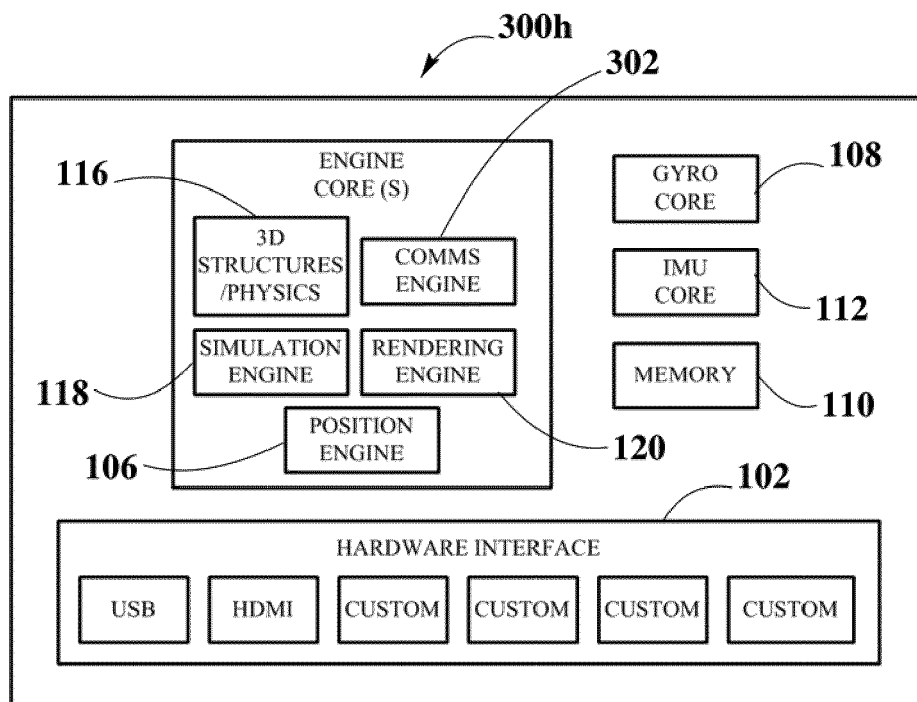 300h
302
ENGINE
CORE (S)
116
108
GYRO
CORE
3D
STRUCTURES
/PHYSICS
COMMS
ENGINE
IMU
CORE
112
SIMULATION
ENGINE
RENDERING
ENGINE
MEMORY
118
110
POSITION
ENGINE
106
120
102
HARDWARE INTERFACE
USB
HDMI
CUSTOM
CUSTOM
CUSTOM
CUSTOM